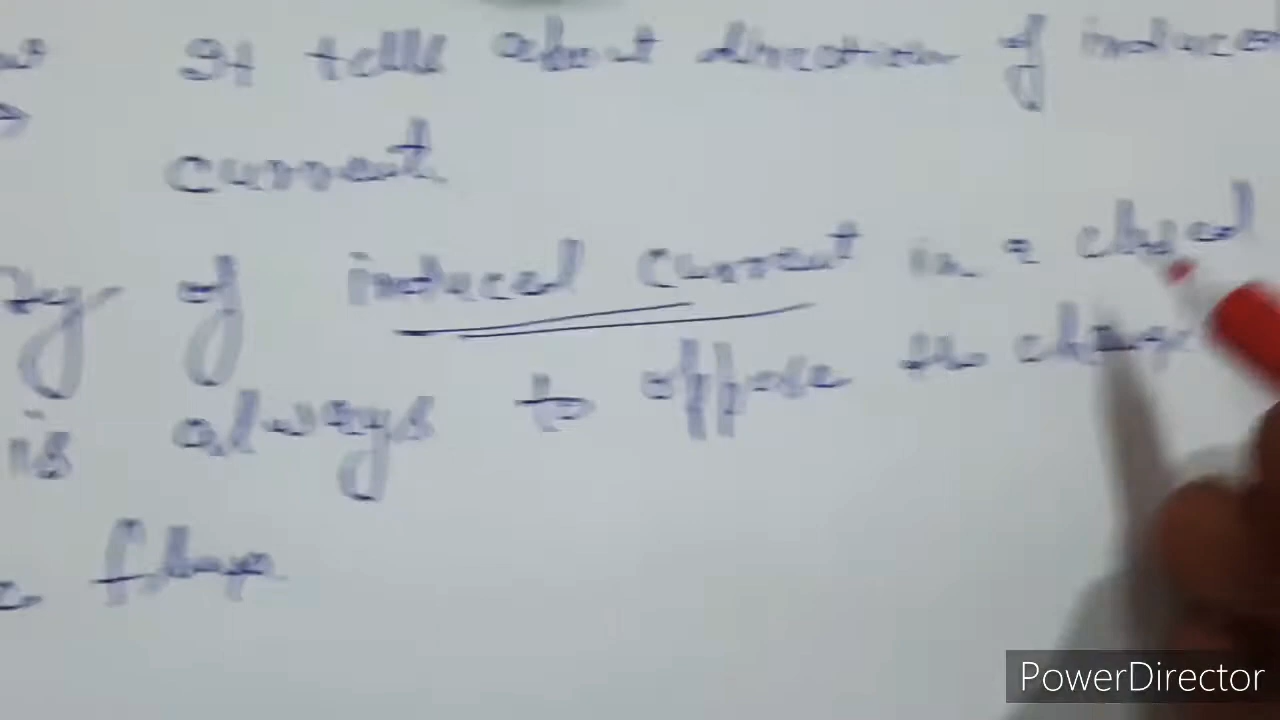 It tells about direction of induced
current
of induced current in a closed
is always to oppose the change
flux
PowerDirector